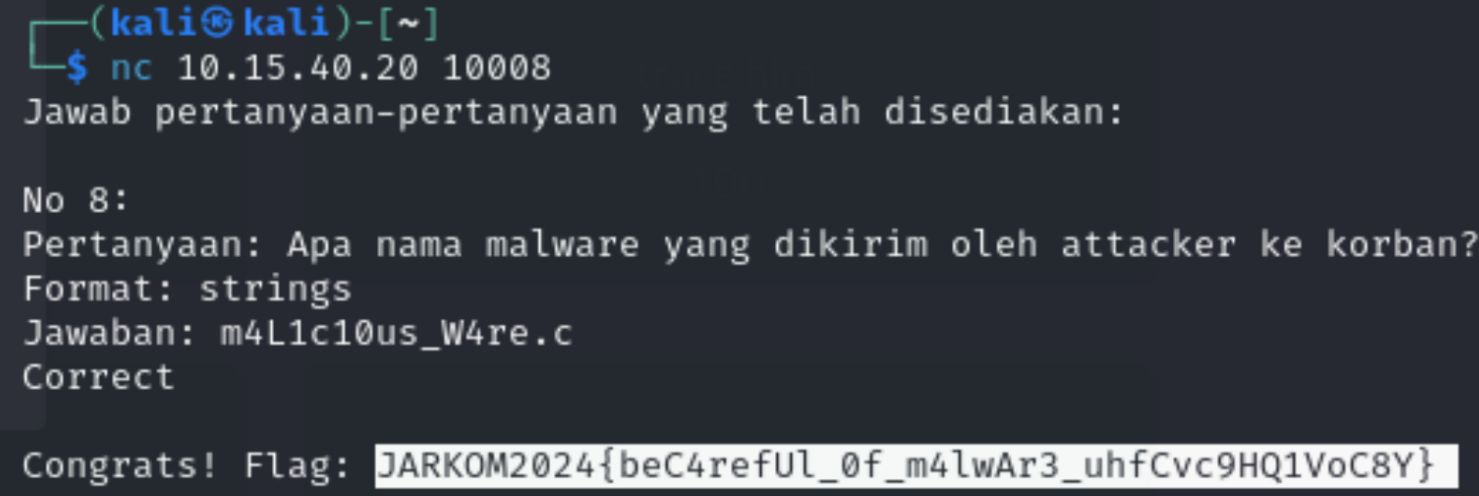 ┌──(kali㉿kali)-[~]
└─$ nc 10.15.40.20 10008
Jawab pertanyaan-pertanyaan yang telah disediakan:
No 8:
Pertanyaan: Apa nama malware yang dikirim oleh attacker ke korban?
Format: strings
Jawaban: m4L1c10us_W4re.c
Correct
Congrats! Flag: JARKOM2024{beC4refUl_0f_m4lwAr3_uhfCvc9HQ1VoC8Y}